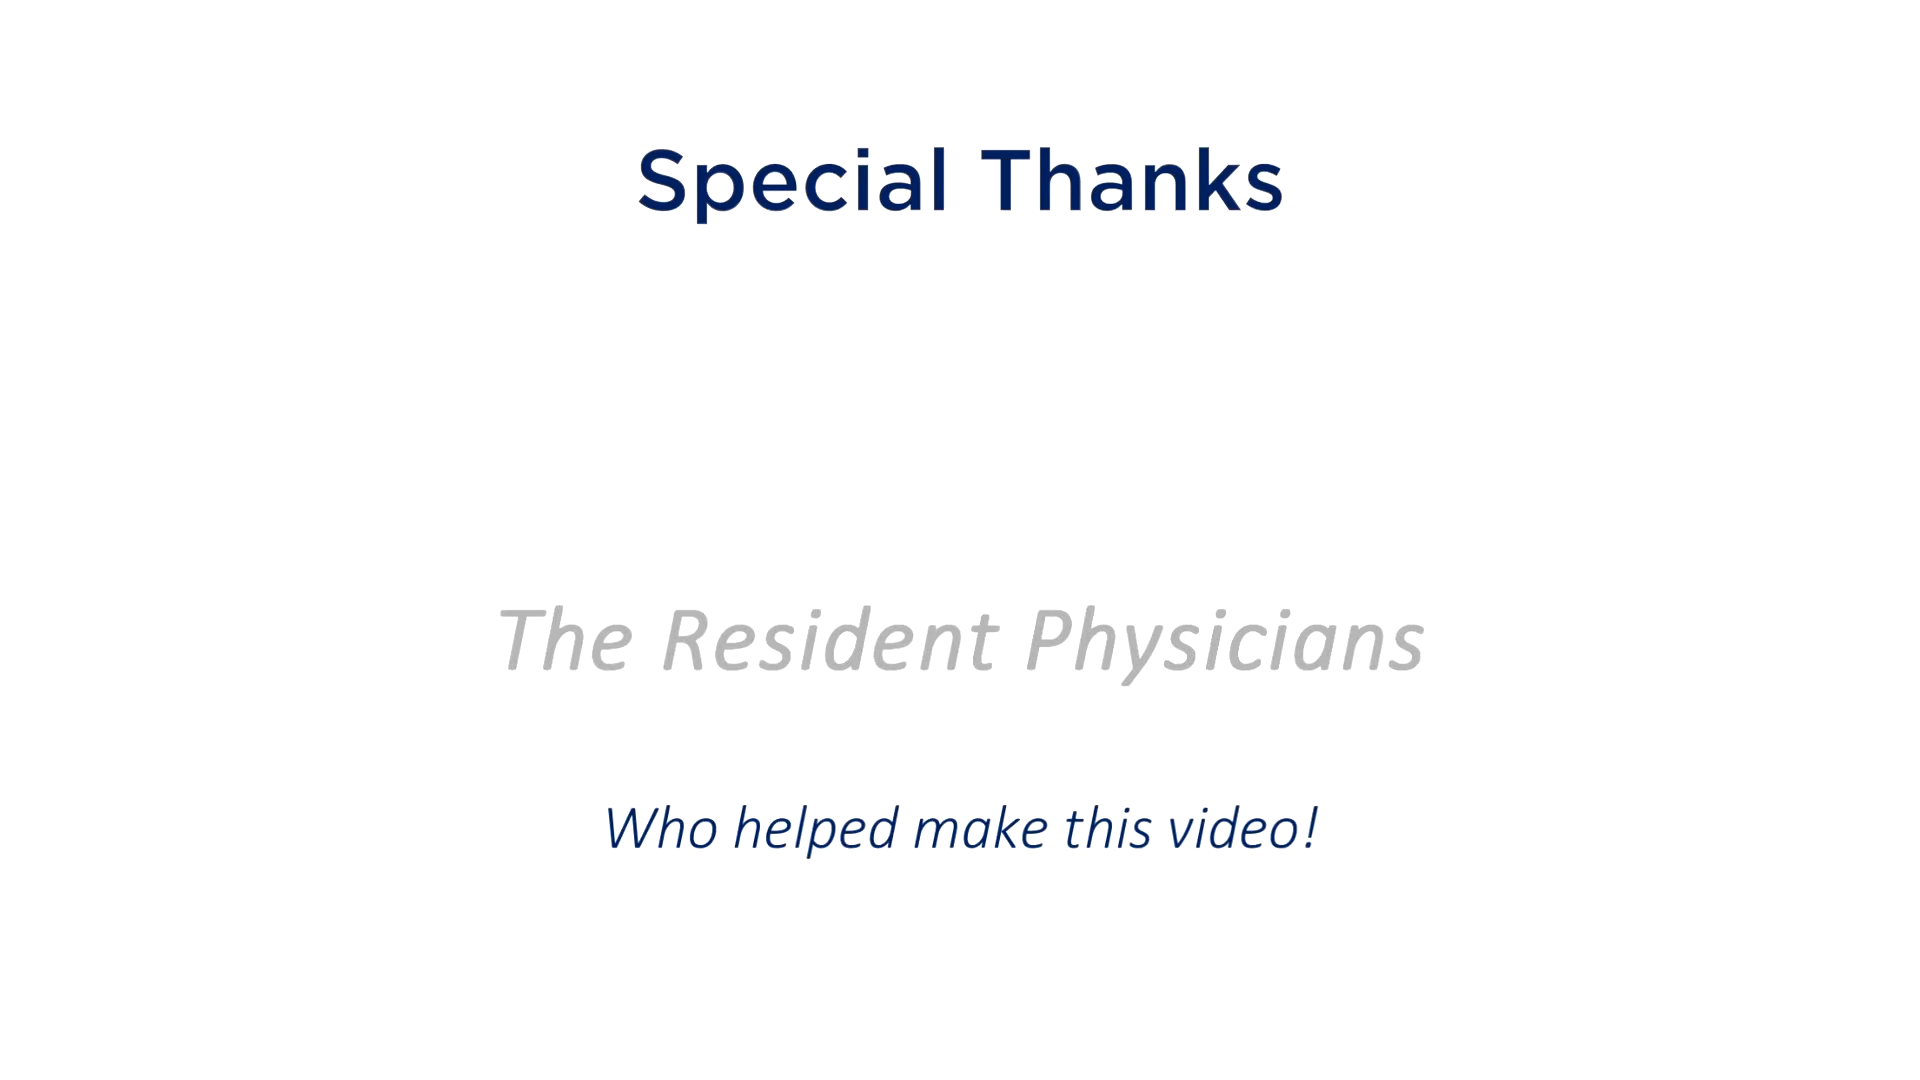 Special Thanks
The Resident Physicians
Who helped make this video!